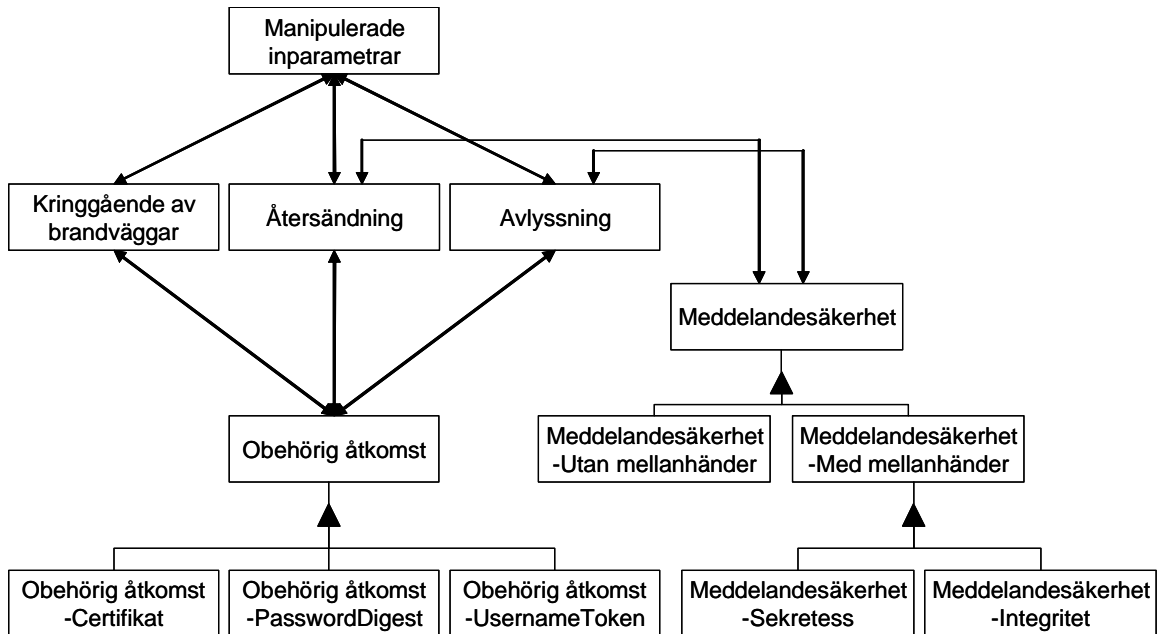 Manipulerade
inparametrar
Kringgående av
brandväggar
Återsändning
Avlyssning
Meddelandesäkerhet
Obehörig åtkomst
Meddelandesäkerhet
-Utan mellanhänder
Meddelandesäkerhet
-Med mellanhänder
Obehörig åtkomst
-Certifikat
Obehörig åtkomst
-PasswordDigest
Obehörig åtkomst
-UsernameToken
Meddelandesäkerhet
-Sekretess
Meddelandesäkerhet
-Integritet